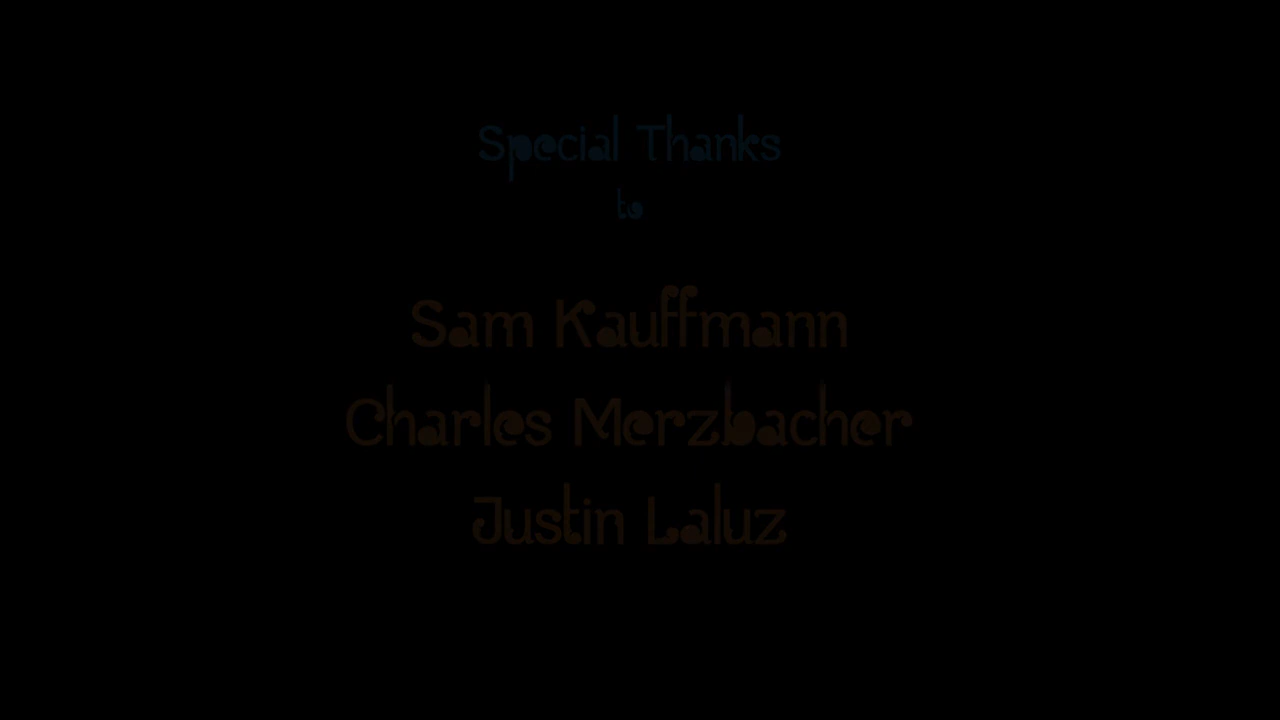 Special Thanks
to
Sam Kauffmann
Charles Merzbacher
Justin Laluz